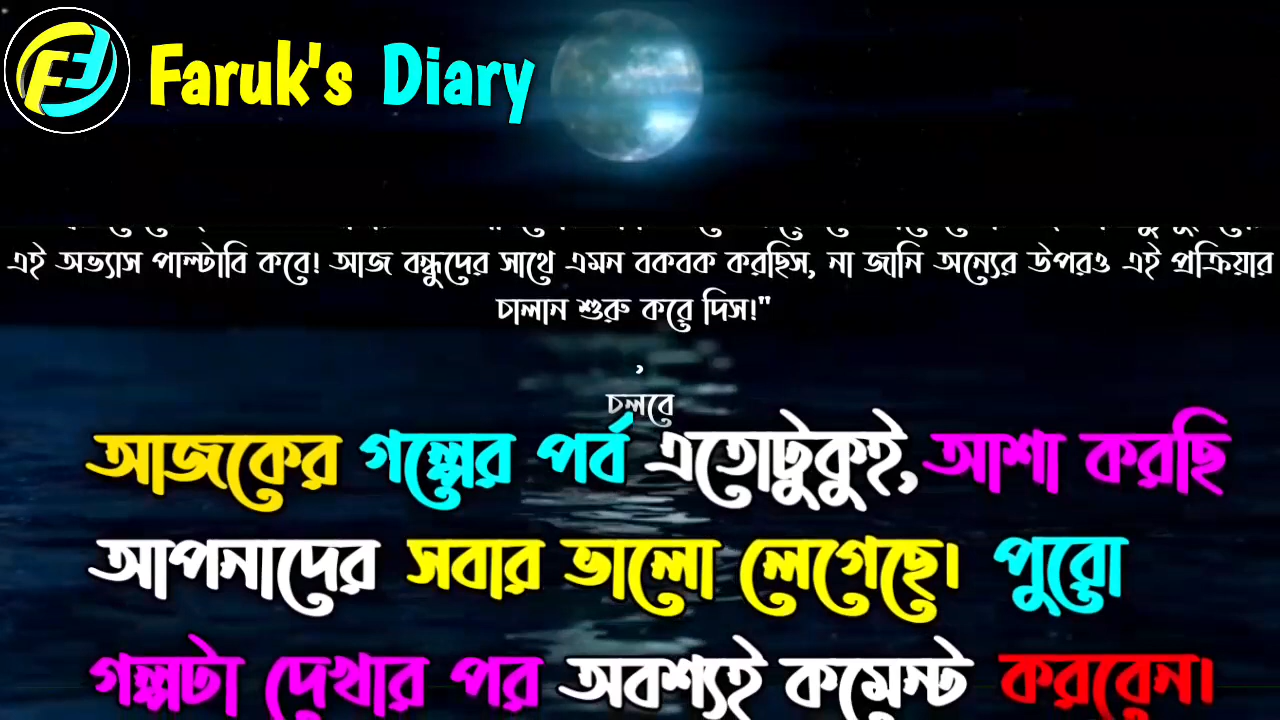 Faruk's Diary
এই অভ্যাস পাল্টাবি কবে! আজ বন্ধুদের সাথে এমন বকবক করছিস, না জানি অন্যের উপরও এই প্রক্রিয়ার
চালান শুরু করে দিস!"
,
চলবে
আজকের গল্পের পর্ব এতোটুকুই, আশা করছি
আপনাদের সবার ভালো লেগেছে। পুরো
গল্পটা দেখার পর অবশ্যই কমেন্ট করবেন।